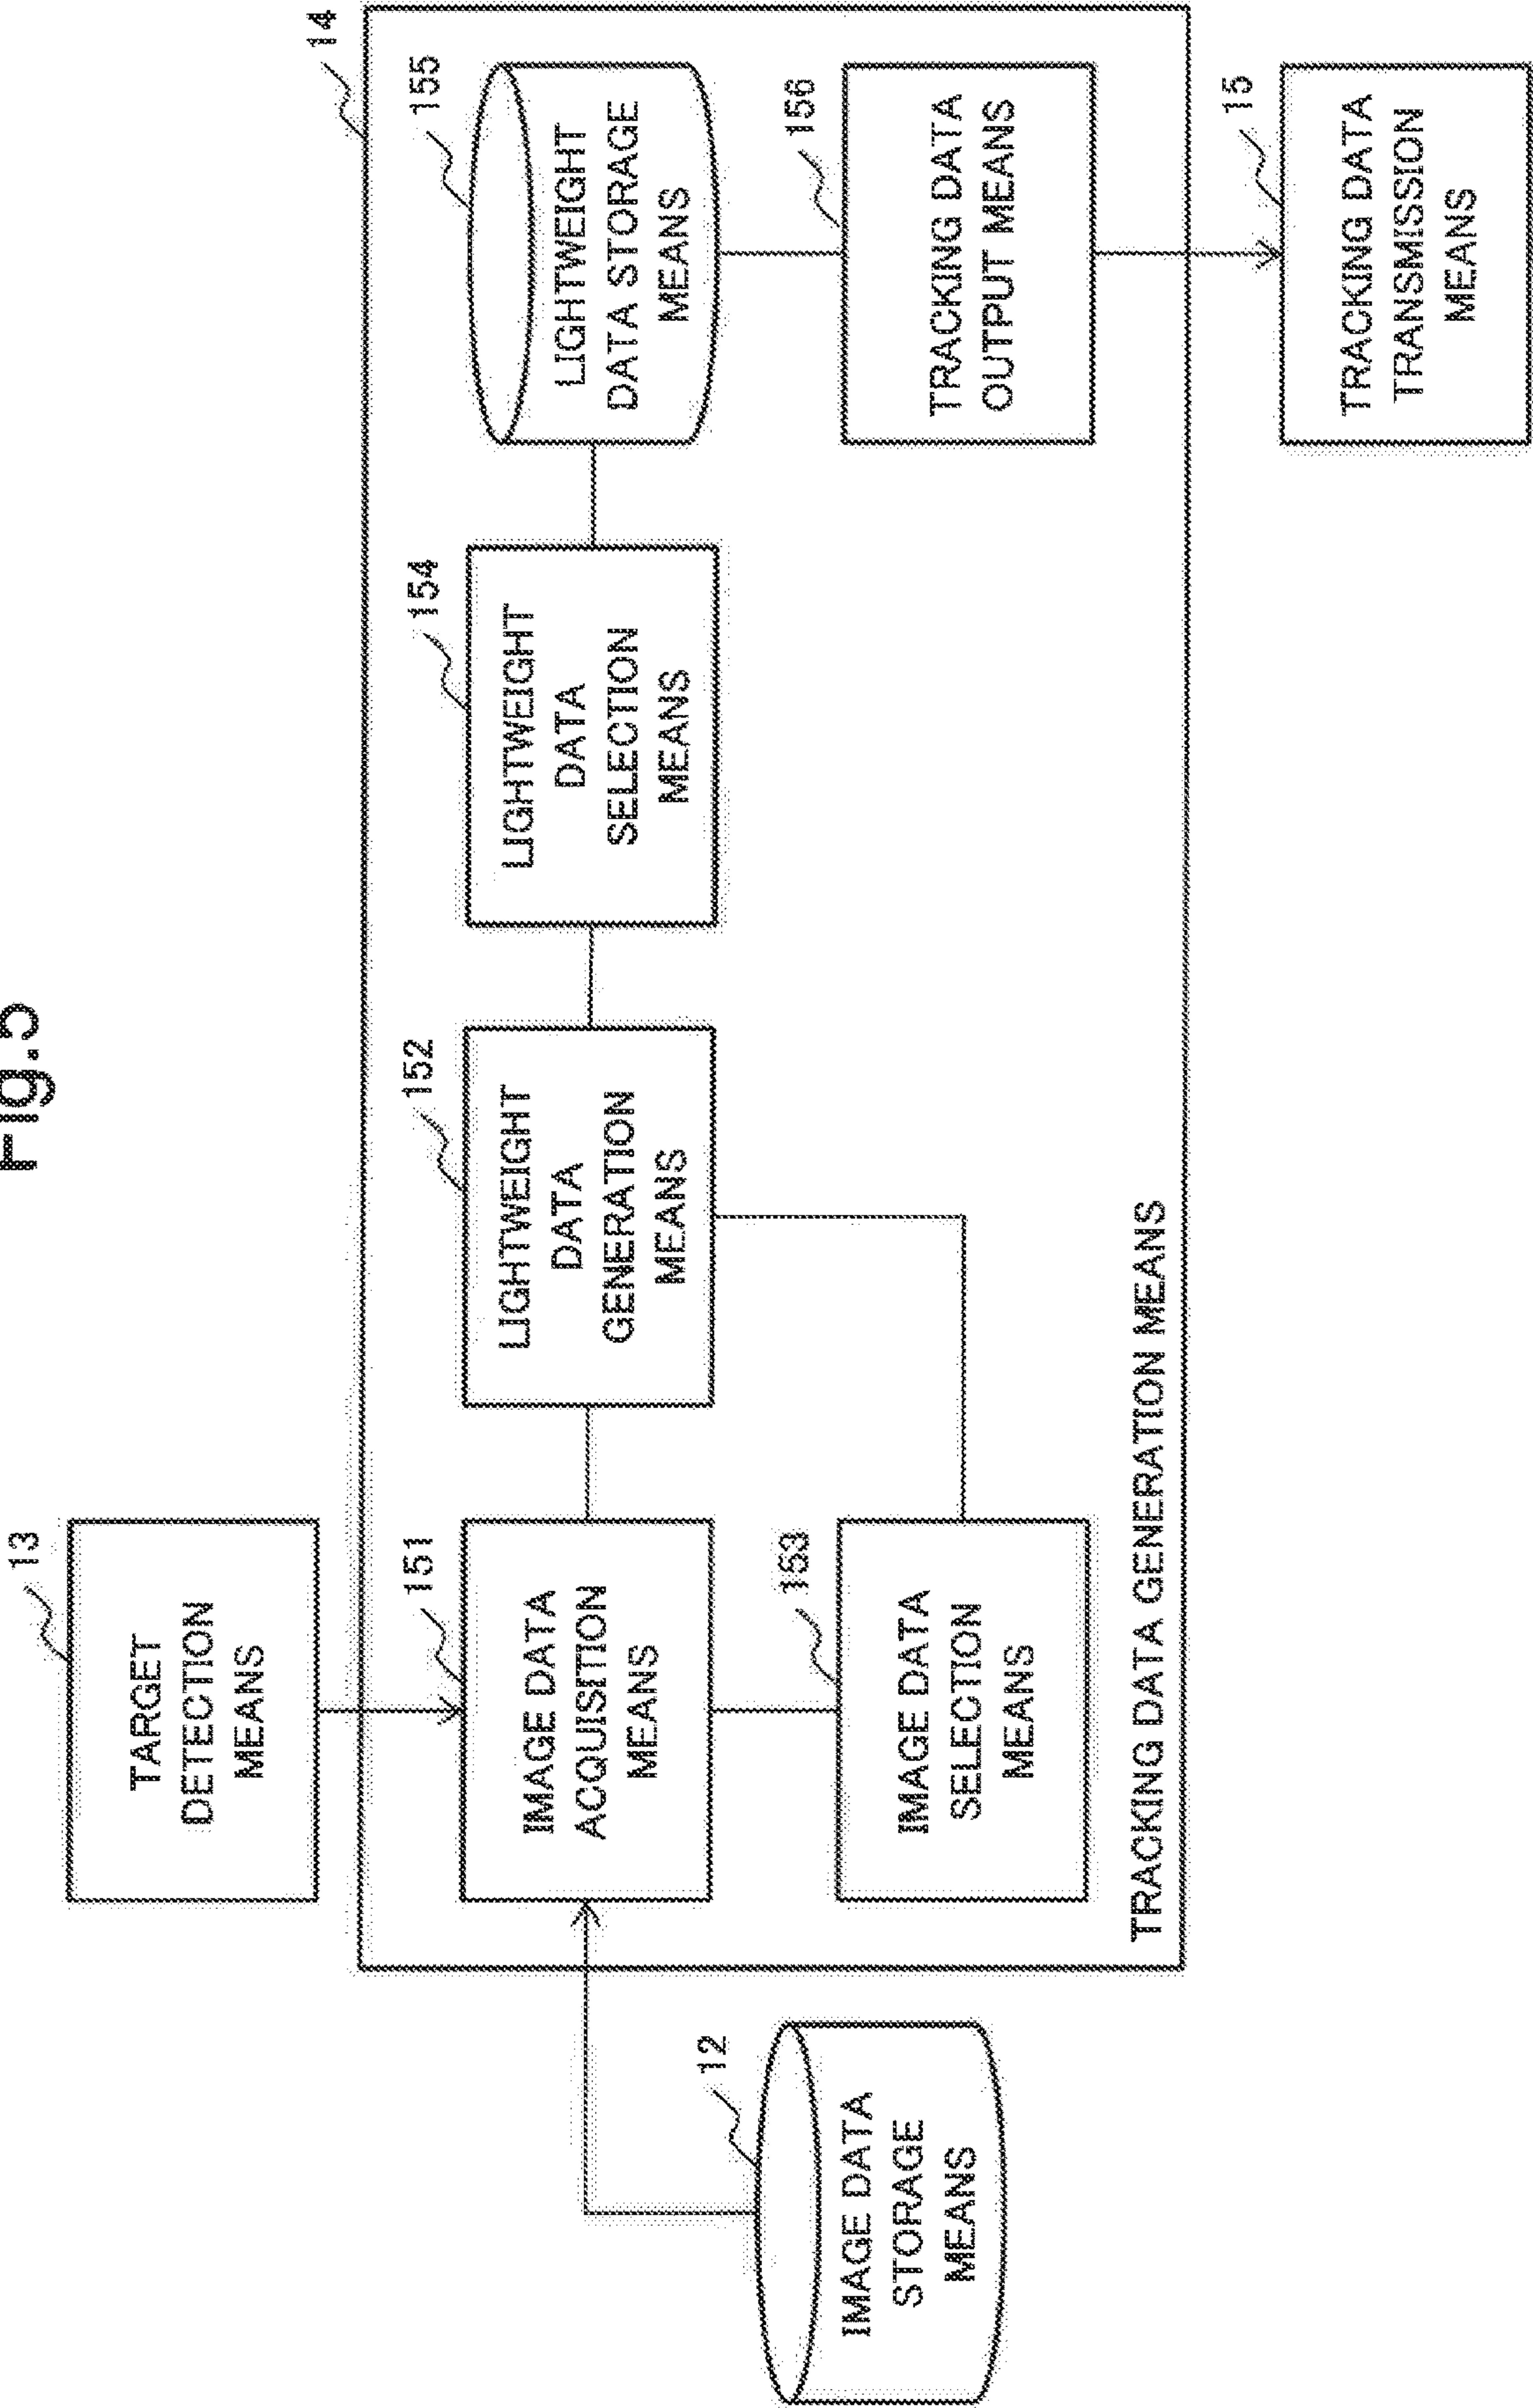 Fig.5
13
TARGET
DETECTION
MEANS
14
12
IMAGE DATA
STORAGE
MEANS
151
IMAGE DATA
ACQUISITION
MEANS
152
LIGHTWEIGHT
DATA
GENERATION
MEANS
154
LIGHTWEIGHT
DATA
SELECTION
MEANS
155
LIGHTWEIGHT
DATA STORAGE
MEANS
153
IMAGE DATA
SELECTION
MEANS
156
TRACKING DATA
OUTPUT MEANS
TRACKING DATA GENERATION MEANS
15
TRACKING DATA
TRANSMISSION
MEANS